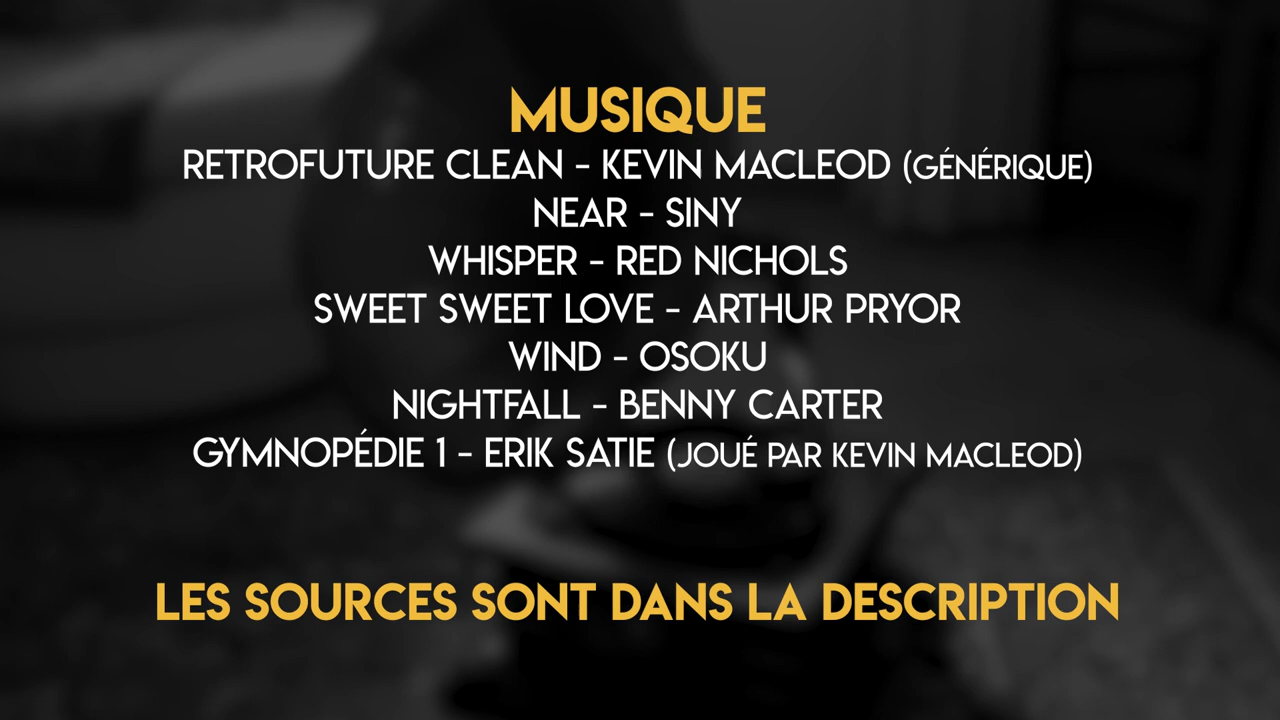 MUSIQUE
RETROFUTURE CLEAN - KEVIN MACLEOD (GÉNÉRIQUE)
NEAR - SINY
WHISPER - RED NICHOLS
SWEET SWEET LOVE - ARTHUR PRYOR
WIND - OSOKU
NIGHTFALL - BENNY CARTER
GYMNOPÉDIE 1 - ERIK SATIE (JOUÉ PAR KEVIN MACLEOD)
LES SOURCES SONT DANS LA DESCRIPTION